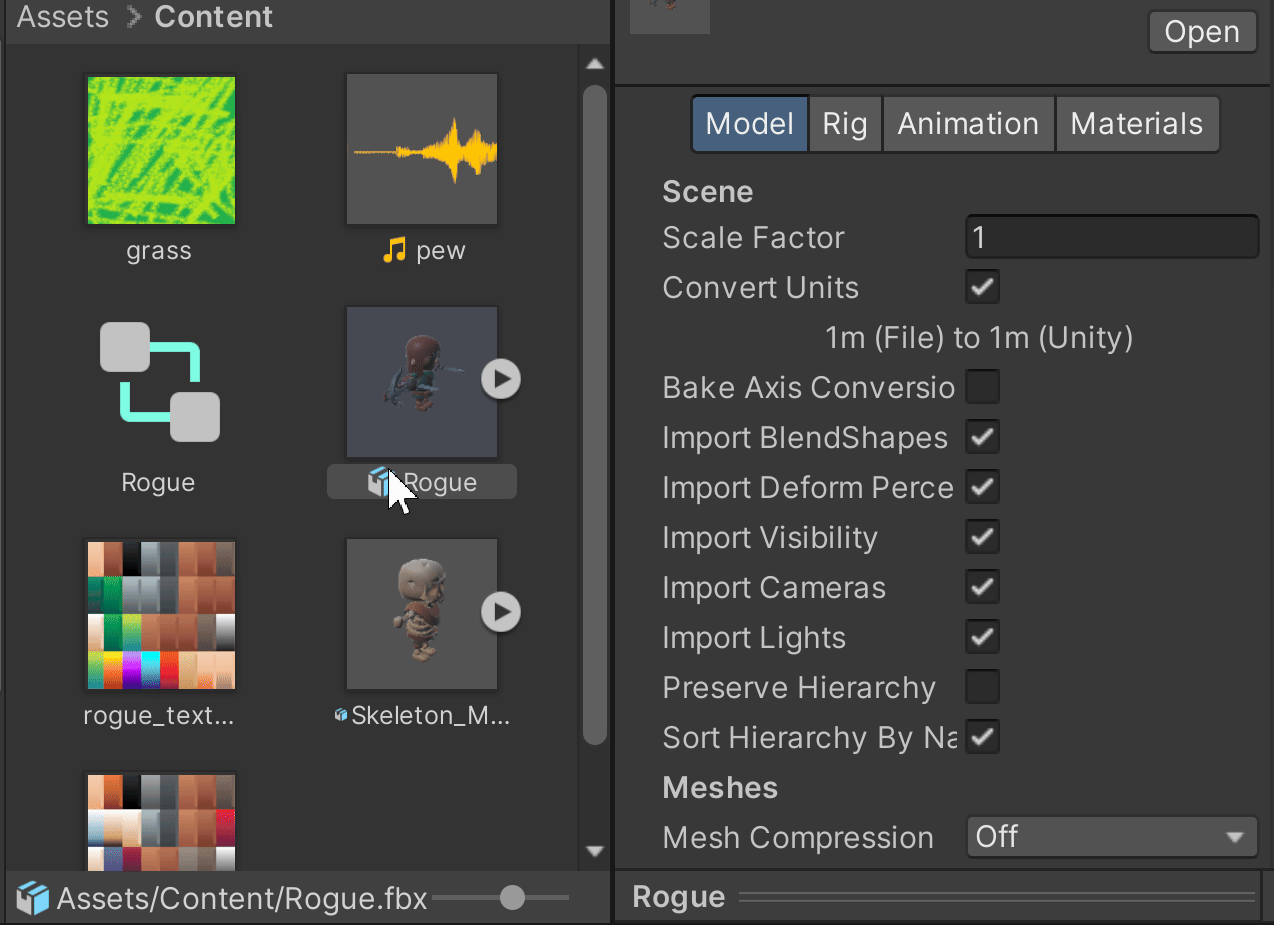 Assets > Content
grass
pew
Rogue
Rogue
rogue_text...
Skeleton_M...
Assets/Content/Rogue.fbx
Open
Model Rig Animation Materials
Scene
Scale Factor 1
Convert Units
1m (File) to 1m (Unity)
Bake Axis Conversio
Import BlendShapes
Import Deform Perce
Import Visibility
Import Cameras
Import Lights
Preserve Hierarchy
Sort Hierarchy By Na
Meshes
Mesh Compression Off
Rogue